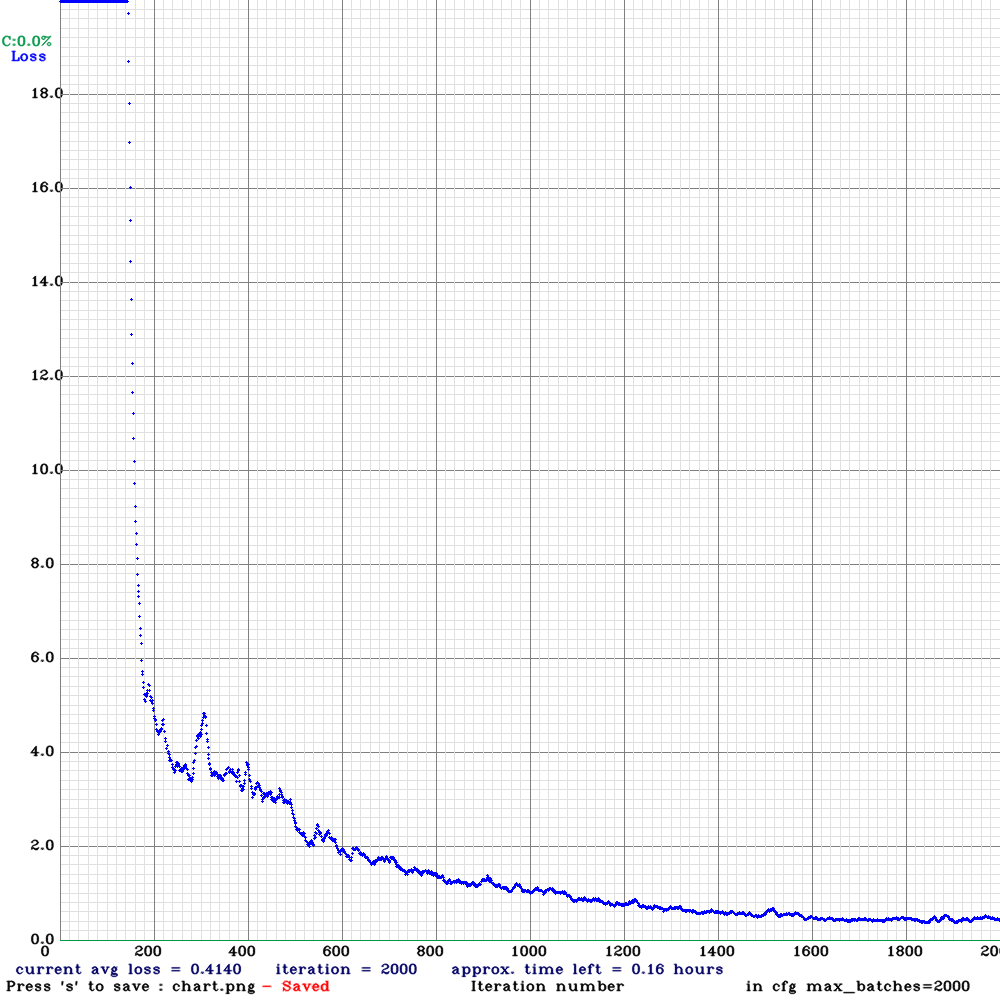 C:0.0%
Loss
18.0
16.0
14.0
12.0
10.0
8.0
6.0
4.0
2.0
0.0
0 200 400 600 800 1000 1200 1400 1600 1800 200
current avg loss = 0.4140 iteration = 2000 approx. time left = 0.16 hours
Press 's' to save : chart.png - Saved Iteration number in cfg max_batches=2000